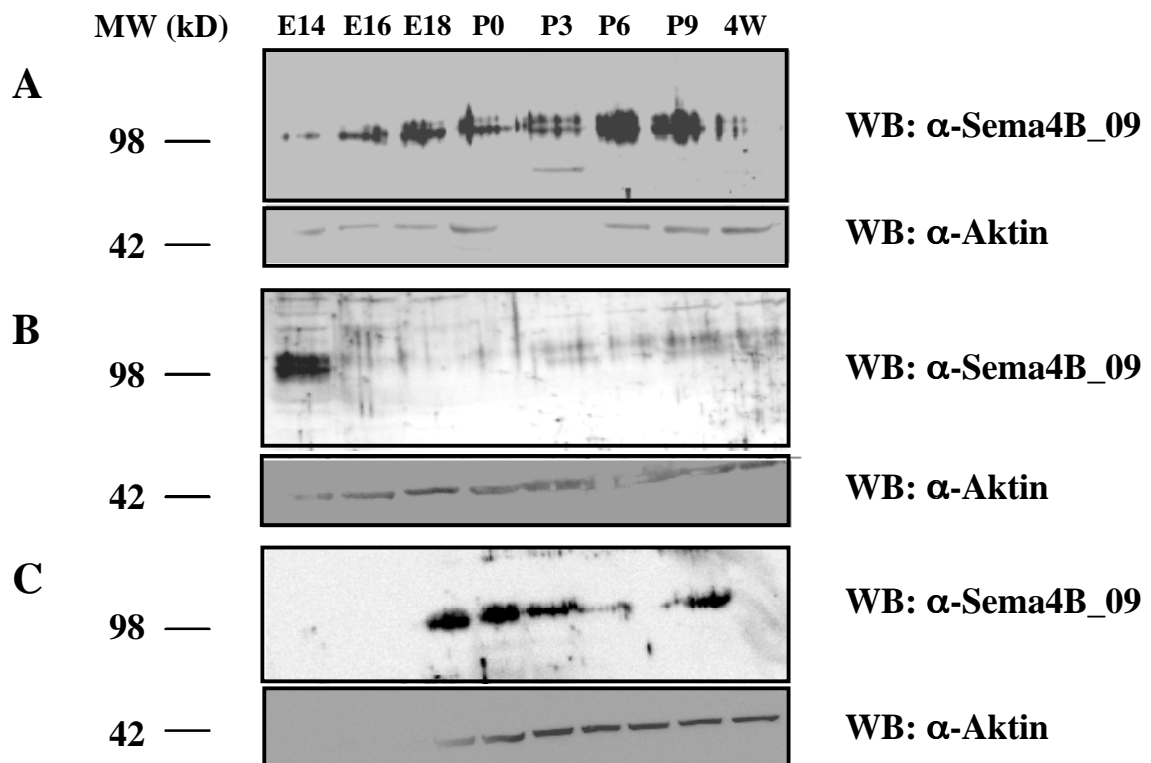 MW (kD) E14 E16 E18 P0 P3 P6 P9 4W
A
98 WB: α-Sema4B_09
42 WB: α-Aktin
B
98 WB: α-Sema4B_09
42 WB: α-Aktin
C
98 WB: α-Sema4B_09
42 WB: α-Aktin